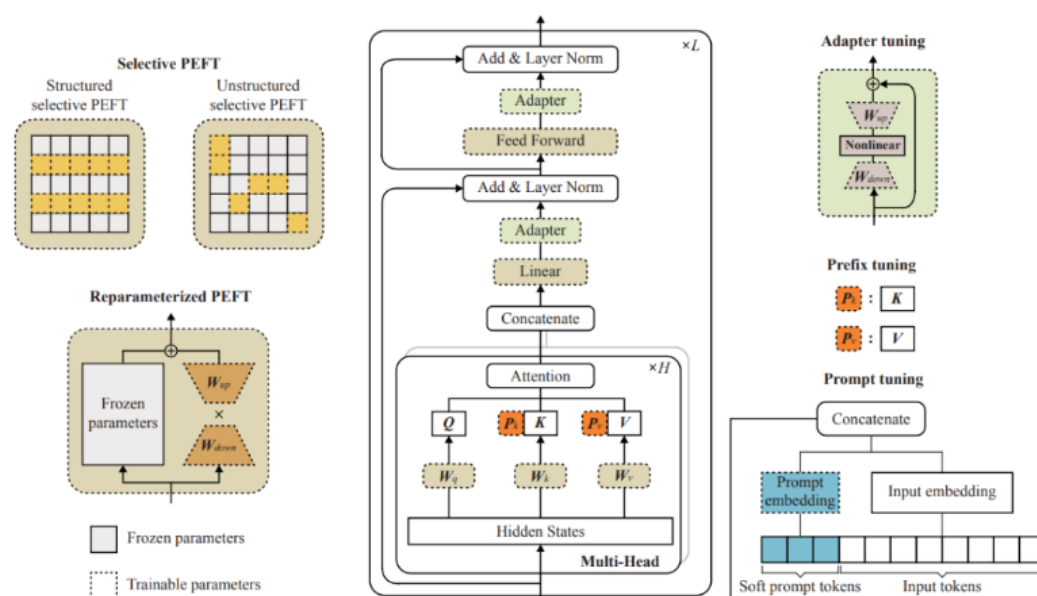 Selective PEFT
Structured
selective PEFT
Unstructured
selective PEFT
Reparameterized PEFT
Frozen
parameters
W_up
×
W_down
Frozen parameters
Trainable parameters
×L
Add & Layer Norm
Adapter
Feed Forward
Add & Layer Norm
Adapter
Linear
Concatenate
×H
Attention
Q
P_k
K
P_v
V
W_q
W_k
W_v
Hidden States
Multi-Head
Adapter tuning
W_up
Nonlinear
W_down
Prefix tuning
P_k : K
P_v : V
Prompt tuning
Concatenate
Prompt
embedding
Input embedding
Soft prompt tokens
Input tokens